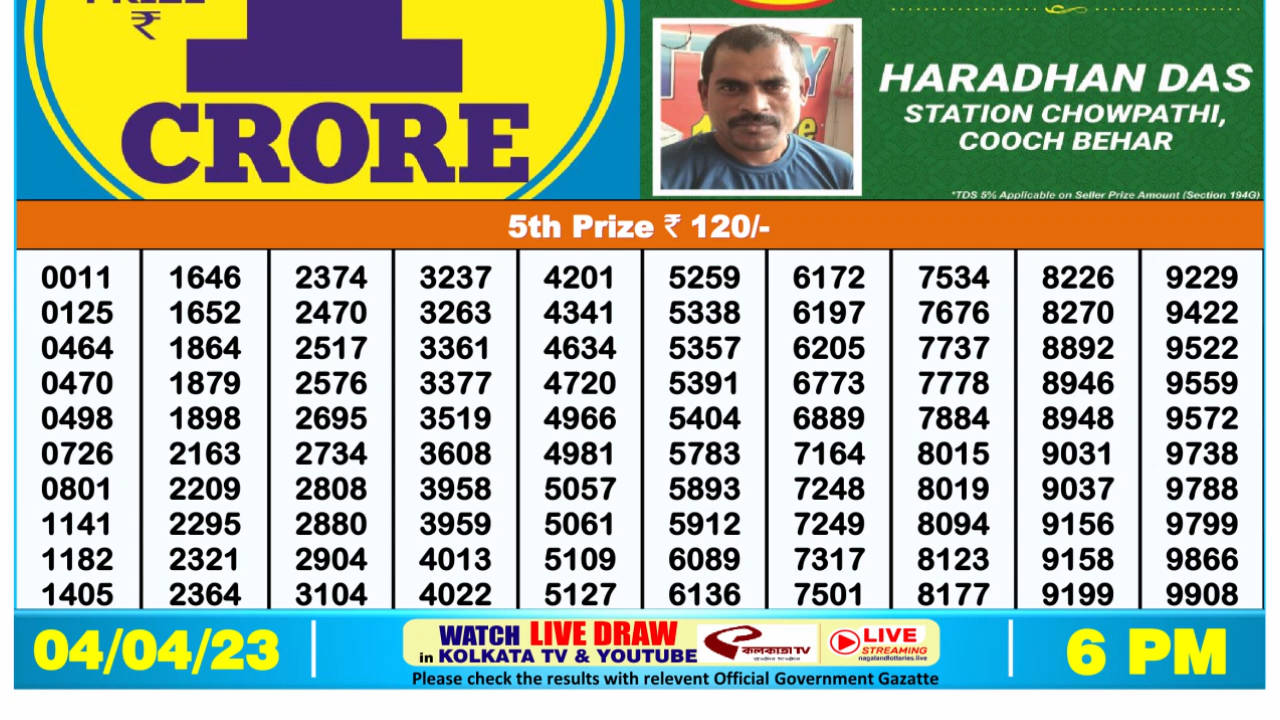 PRIZE
₹
1
CRORE
HARADHAN DAS
STATION CHOWPATHI,
COOCH BEHAR
*TDS 5% Applicable on Seller Prize Amount (Section 194G)
5th Prize ₹ 120/-
0011 1646 2374 3237 4201 5259 6172 7534 8226 9229
0125 1652 2470 3263 4341 5338 6197 7676 8270 9422
0464 1864 2517 3361 4634 5357 6205 7737 8892 9522
0470 1879 2576 3377 4720 5391 6773 7778 8946 9559
0498 1898 2695 3519 4966 5404 6889 7884 8948 9572
0726 2163 2734 3608 4981 5783 7164 8015 9031 9738
0801 2209 2808 3958 5057 5893 7248 8019 9037 9788
1141 2295 2880 3959 5061 5912 7249 8094 9156 9799
1182 2321 2904 4013 5109 6089 7317 8123 9158 9866
1405 2364 3104 4022 5127 6136 7501 8177 9199 9908
04/04/23
WATCH LIVE DRAW
in KOLKATA TV & YOUTUBE
কলকাতা TV
LIVE
STREAMING
nagalandlotteries.live
6 PM
Please check the results with relevent Official Government Gazatte